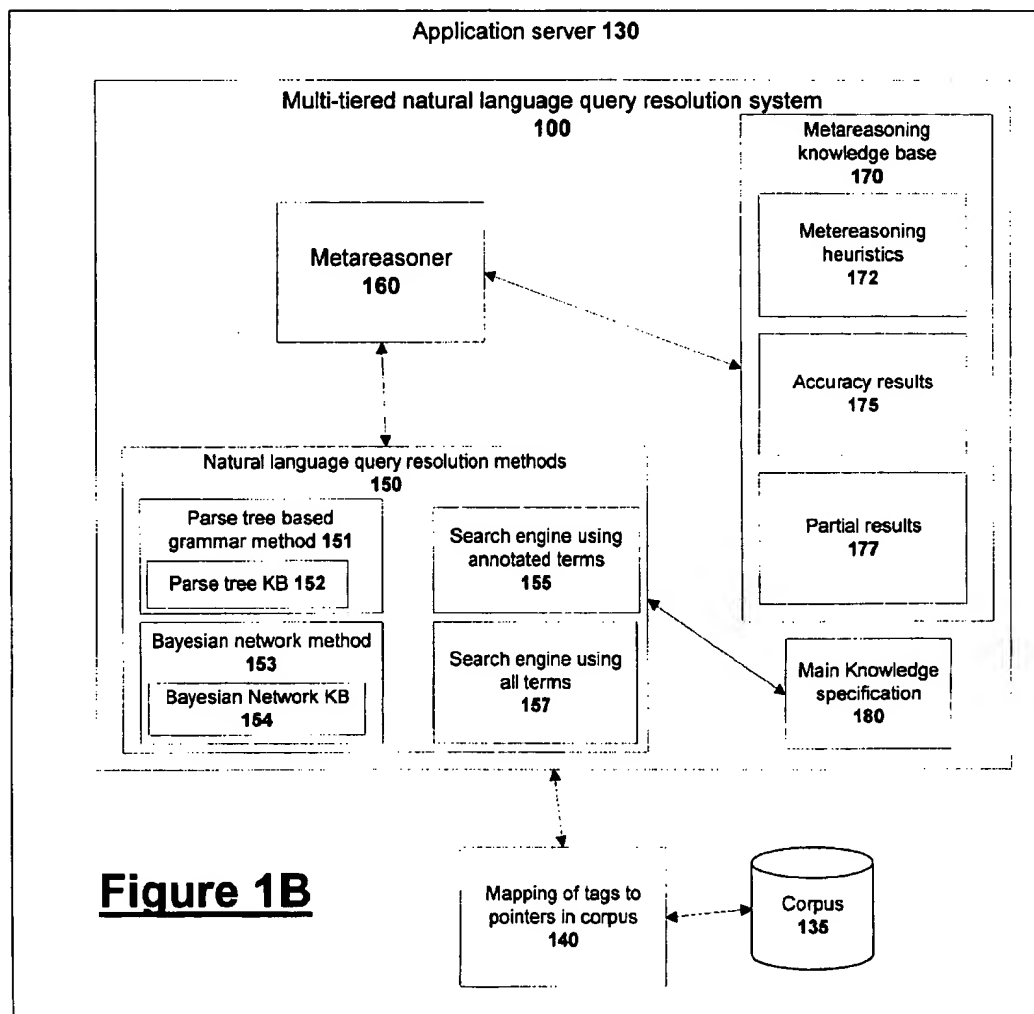 Application server 130
Multi-tiered natural language query resolution system
100
Metareasoning
knowledge base
170
Metereasoning
heuristics
172
Metareasoner
160
Accuracy results
175
Partial results
177
Natural language query resolution methods
150
Parse tree based
grammar method 151
Parse tree KB 152
Search engine using
annotated terms
155
Bayesian network method
153
Bayesian Network KB
154
Search engine using
all terms
157
Main Knowledge
specification
180
Figure 1B
Mapping of tags to
pointers in corpus
140
Corpus
135